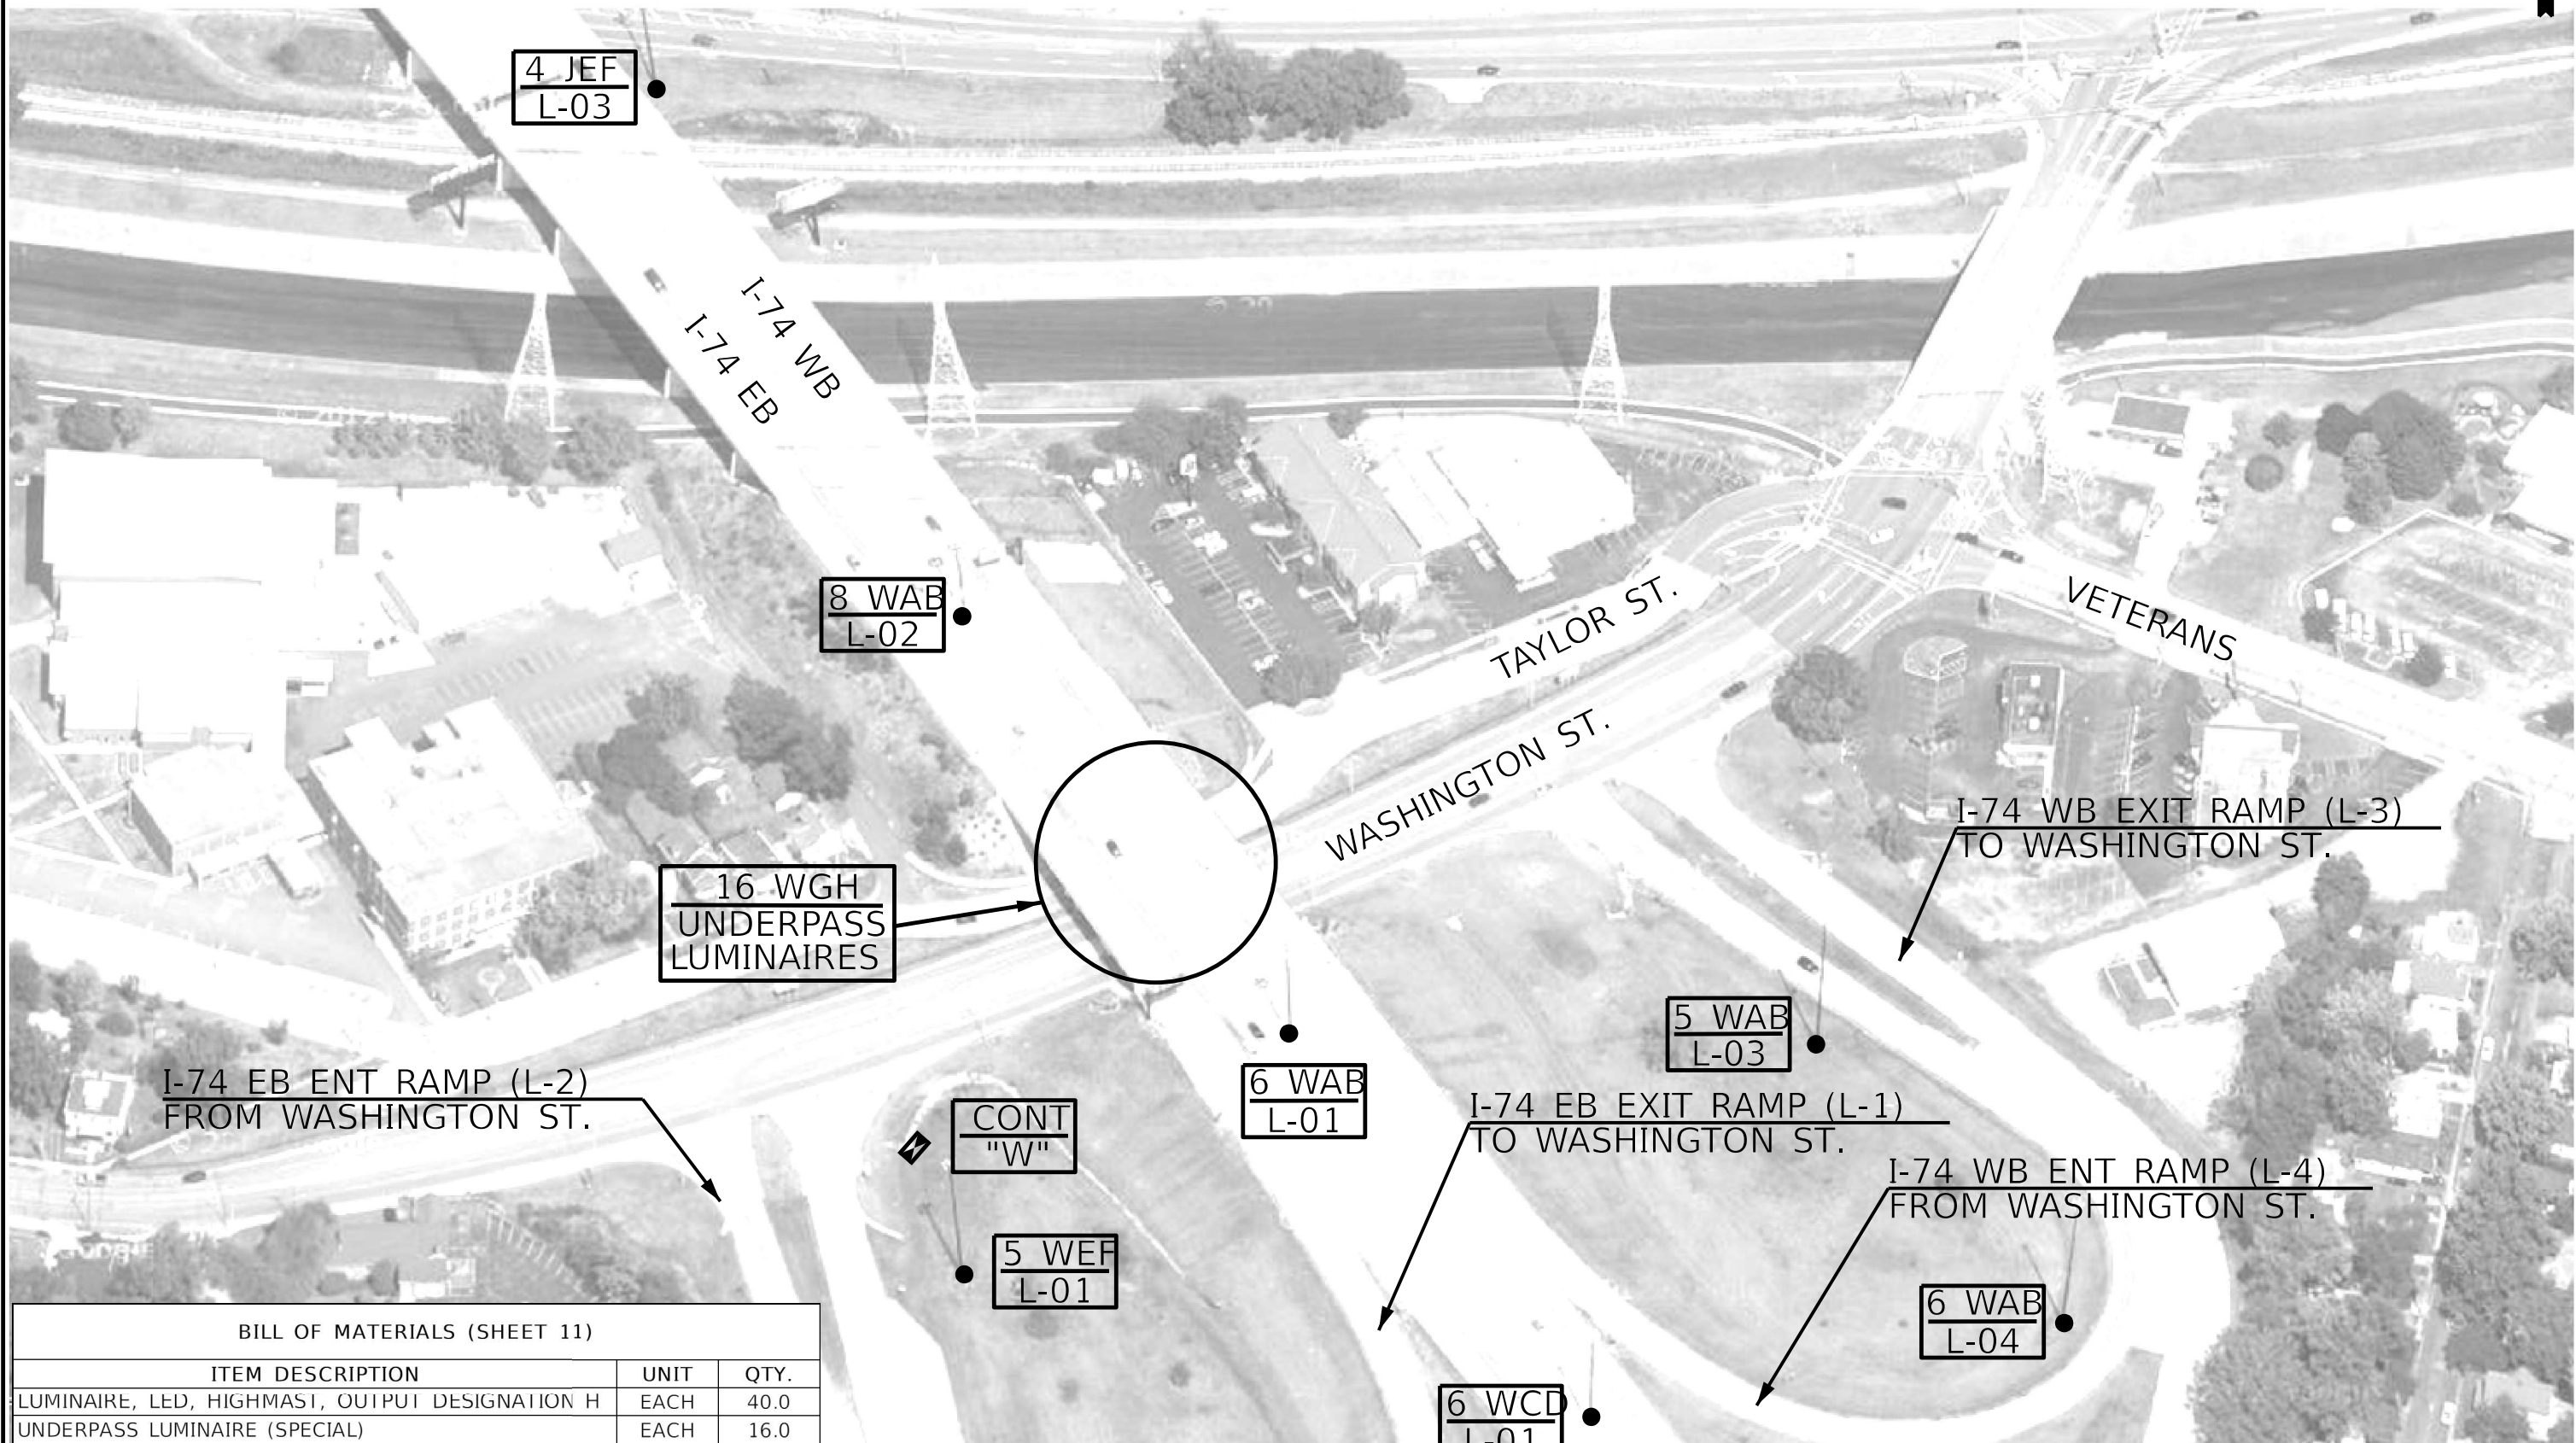 4 JEF
L-03
I-74 WB
I-74 EB
8 WAB
L-02
TAYLOR ST.
VETERANS
WASHINGTON ST.
I-74 WB EXIT RAMP (L-3)
TO WASHINGTON ST.
16 WGH
UNDERPASS
LUMINAIRES
5 WAB
L-03
6 WAB
L-01
I-74 EB ENT RAMP (L-2)
FROM WASHINGTON ST.
CONT
"W"
I-74 EB EXIT RAMP (L-1)
TO WASHINGTON ST.
I-74 WB ENT RAMP (L-4)
FROM WASHINGTON ST.
5 WEF
L-01
6 WAB
L-04
6 WCD
L-01
BILL OF MATERIALS (SHEET 11)
ITEM DESCRIPTION UNIT QTY.
LUMINAIRE, LED, HIGHMAST, OUTPUT DESIGNATION H EACH 40.0
UNDERPASS LUMINAIRE (SPECIAL) EACH 16.0